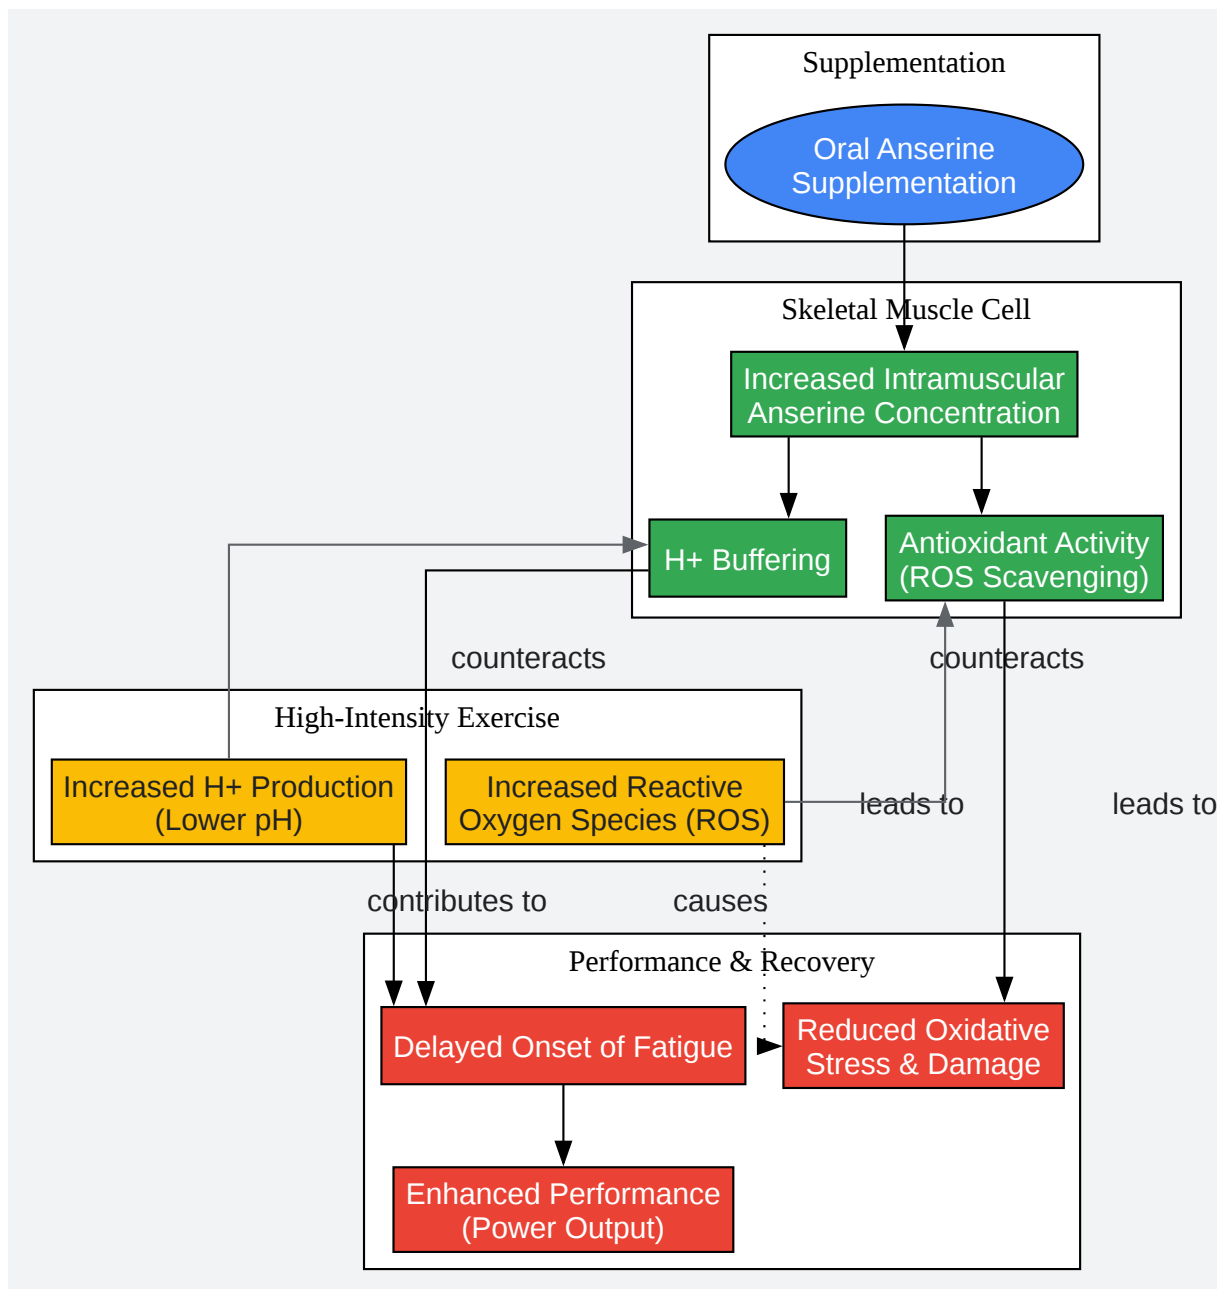 Supplementation
Oral Anserine
Supplementation
Skeletal Muscle Cell
Increased Intramuscular
Anserine Concentration
H+ Buffering
Antioxidant Activity
(ROS Scavenging)
counteracts
counteracts
High-Intensity Exercise
Increased H+ Production
(Lower pH)
Increased Reactive
Oxygen Species (ROS)
leads to
leads to
contributes to
causes
Performance & Recovery
Delayed Onset of Fatigue
Reduced Oxidative
Stress & Damage
Enhanced Performance
(Power Output)